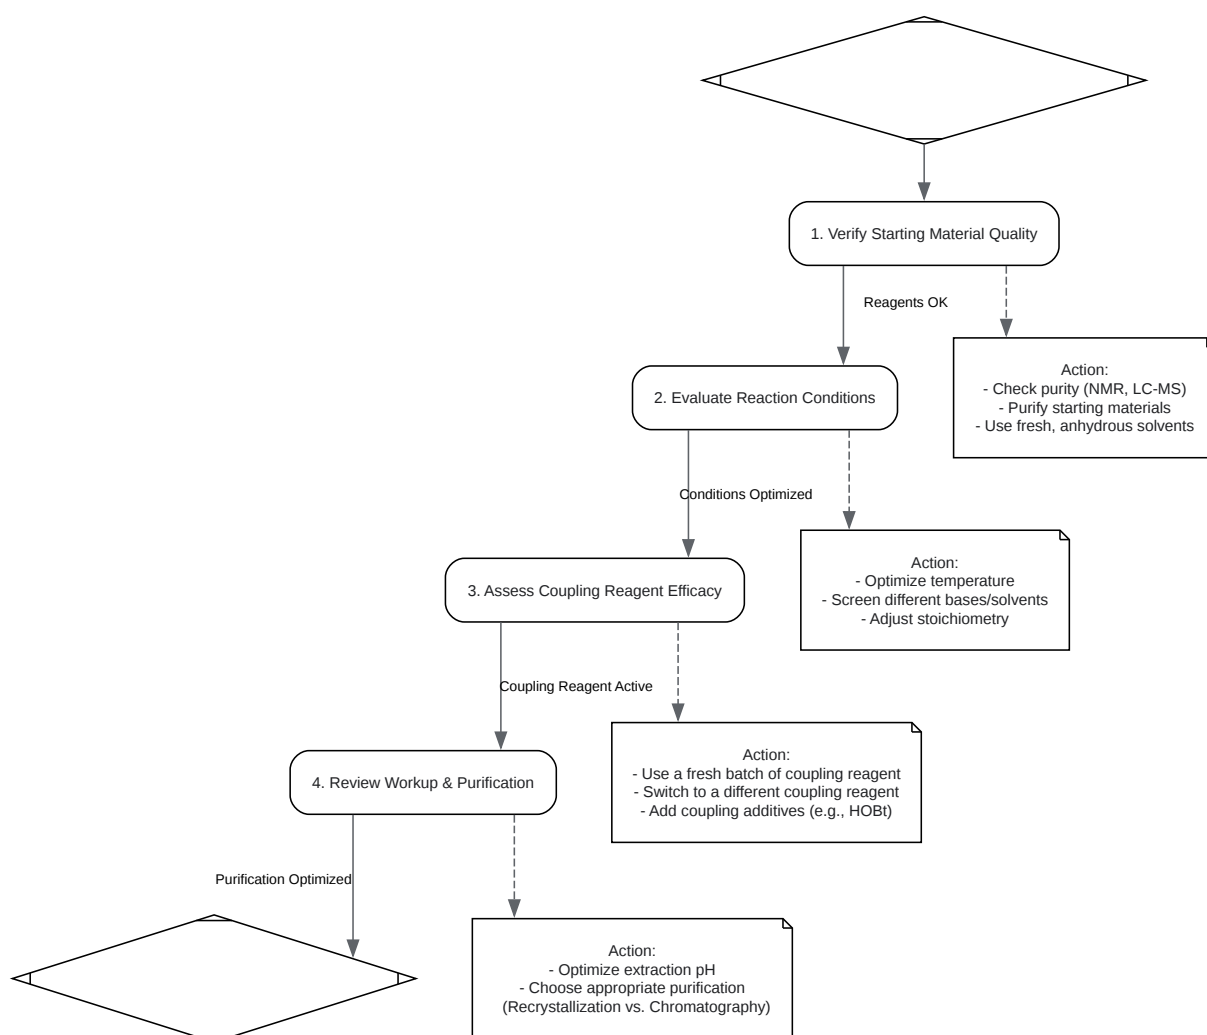 1. Verify Starting Material Quality
Reagents OK
Action:
- Check purity (NMR, LC-MS)
- Purify starting materials
- Use fresh, anhydrous solvents
2. Evaluate Reaction Conditions
Conditions Optimized
Action:
- Optimize temperature
- Screen different bases/solvents
- Adjust stoichiometry
3. Assess Coupling Reagent Efficacy
Coupling Reagent Active
Action:
- Use a fresh batch of coupling reagent
- Switch to a different coupling reagent
- Add coupling additives (e.g., HOBt)
4. Review Workup & Purification
Purification Optimized
Action:
- Optimize extraction pH
- Choose appropriate purification
(Recrystallization vs. Chromatography)